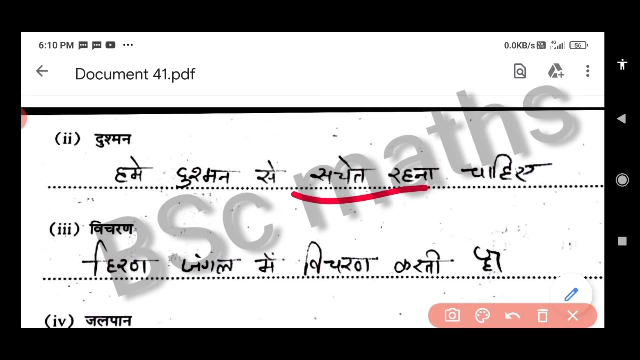 6:10 PM 0.0KB/s 56
Document 41.pdf
(ii) दुश्मन
हमे दुश्मन से सचेत रहना चाहिए
(iii) विचरण
हिरण जंगल में विचरण करती है
(iv) जलपान
BSc maths